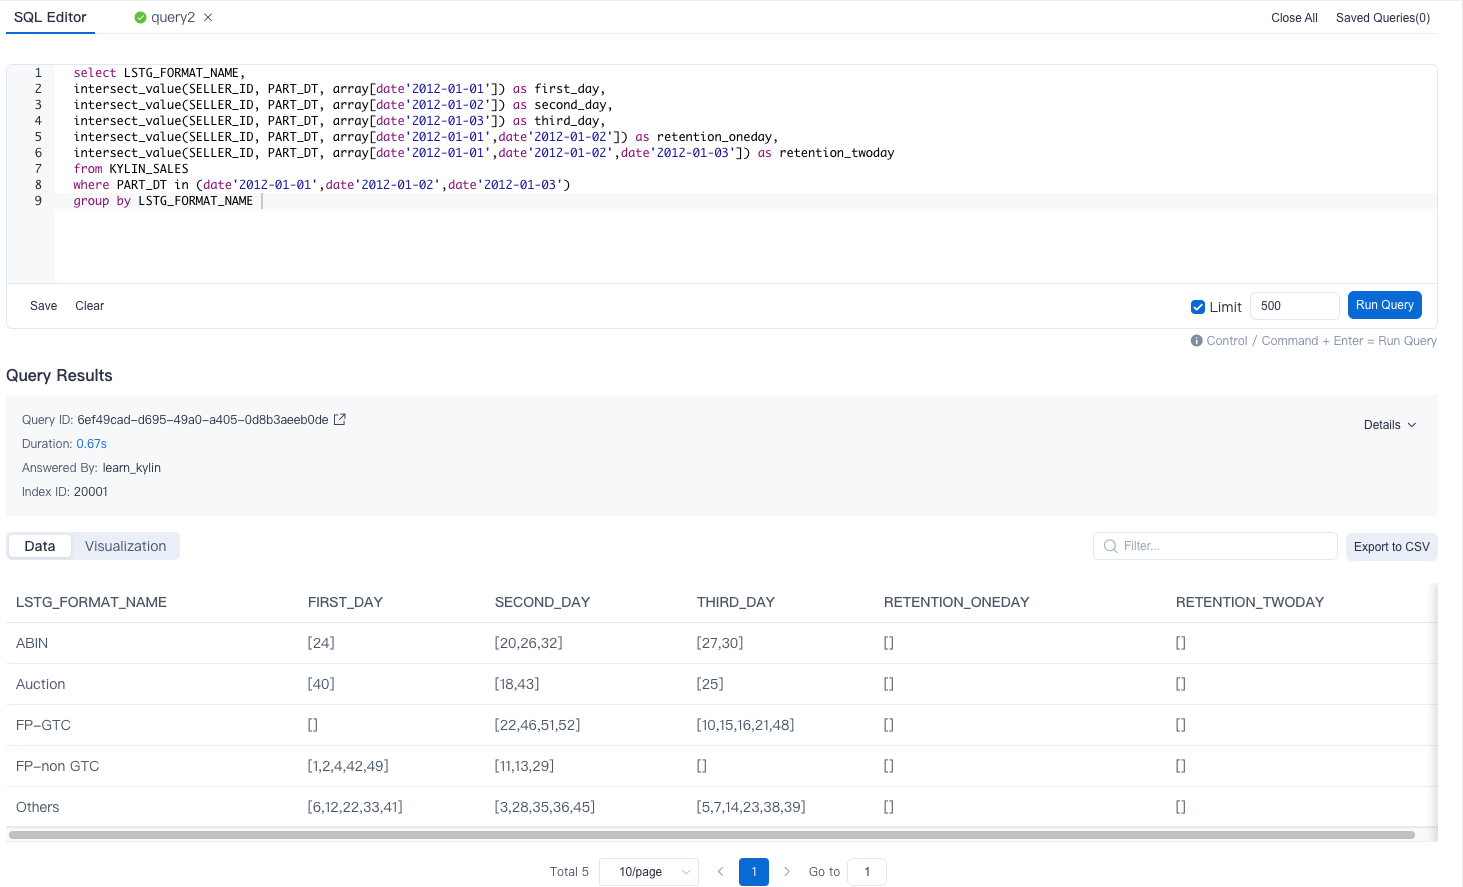 SQL Editor query2 Close All Saved Queries(0)
1 select LSTG_FORMAT_NAME,
2 intersect_value(SELLER_ID, PART_DT, array[date'2012-01-01']) as first_day,
3 intersect_value(SELLER_ID, PART_DT, array[date'2012-01-02']) as second_day,
4 intersect_value(SELLER_ID, PART_DT, array[date'2012-01-03']) as third_day,
5 intersect_value(SELLER_ID, PART_DT, array[date'2012-01-01',date'2012-01-02']) as retention_oneday,
6 intersect_value(SELLER_ID, PART_DT, array[date'2012-01-01',date'2012-01-02',date'2012-01-03']) as retention_twoday
7 from KYLIN_SALES
8 where PART_DT in (date'2012-01-01',date'2012-01-02',date'2012-01-03')
9 group by LSTG_FORMAT_NAME
Save Clear Limit 500 Run Query
Control / Command + Enter = Run Query
Query Results
Query ID: 6ef49cad-d695-49a0-a405-0d8b3aeeb0de Details
Duration: 0.67s
Answered By: learn_kylin
Index ID: 20001
Data Visualization Filter... Export to CSV
LSTG_FORMAT_NAME FIRST_DAY SECOND_DAY THIRD_DAY RETENTION_ONEDAY RETENTION_TWODAY
ABIN [24] [20,26,32] [27,30] [] []
Auction [40] [18,43] [25] [] []
FP-GTC [] [22,46,51,52] [10,15,16,21,48] [] []
FP-non GTC [1,2,4,42,49] [11,13,29] [] [] []
Others [6,12,22,33,41] [3,28,35,36,45] [5,7,14,23,38,39] [] []
Total 5 10/page 1 Go to 1